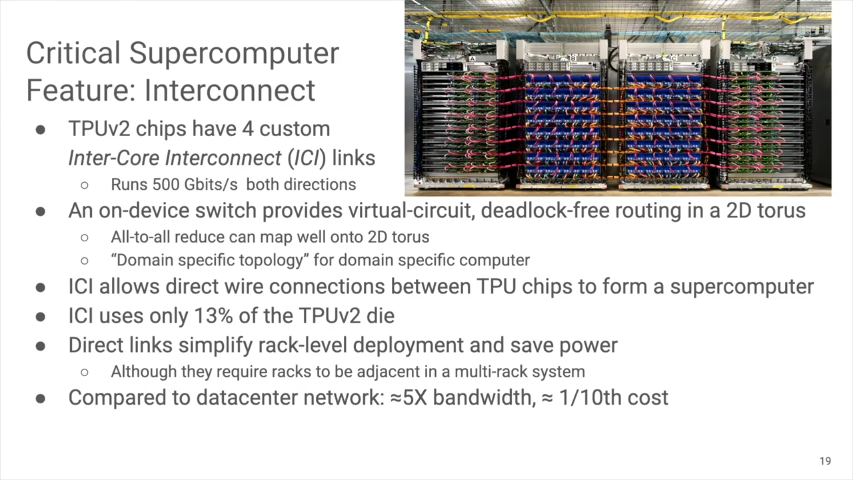 Critical Supercomputer
Feature: Interconnect
● TPUv2 chips have 4 custom
Inter-Core Interconnect (ICI) links
○ Runs 500 Gbits/s both directions
● An on-device switch provides virtual-circuit, deadlock-free routing in a 2D torus
○ All-to-all reduce can map well onto 2D torus
○ “Domain specific topology” for domain specific computer
● ICI allows direct wire connections between TPU chips to form a supercomputer
● ICI uses only 13% of the TPUv2 die
● Direct links simplify rack-level deployment and save power
○ Although they require racks to be adjacent in a multi-rack system
● Compared to datacenter network: ≈5X bandwidth, ≈ 1/10th cost
19